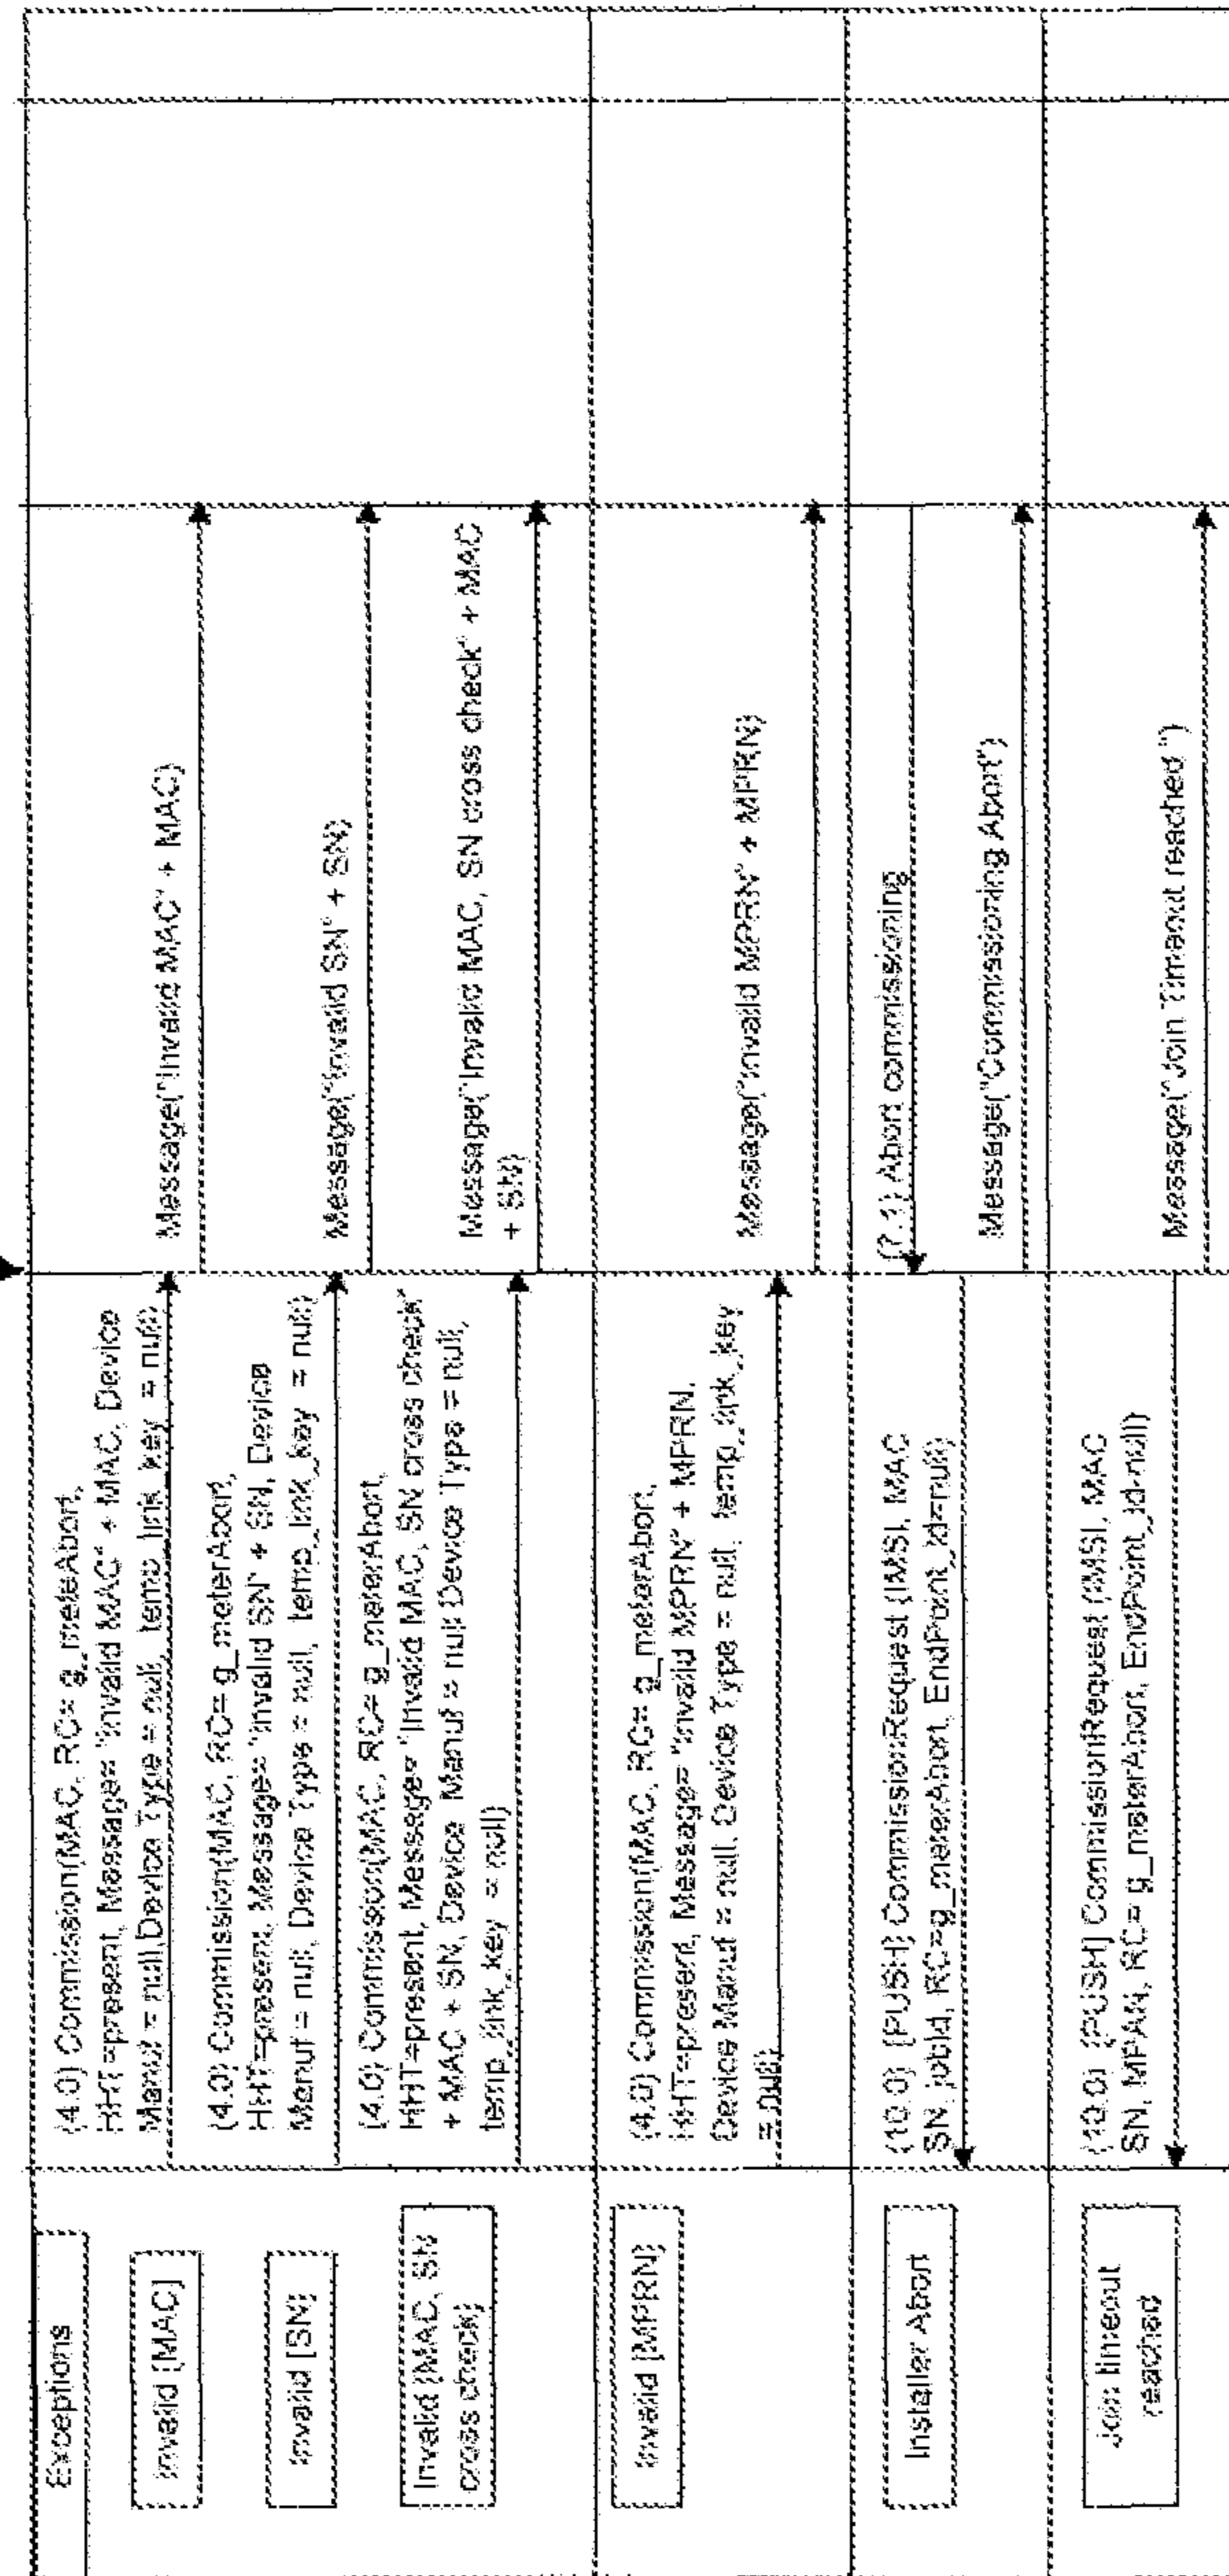 Exceptions
Invalid [MAC]
(4.0) Commission(MAC, RC= g_meteAbort,
HHT=present, Message= "Invalid MAC" + MAC, Device
Manuf = null,Device Type = null, temp_link_key = null)
Message("Invalid MAC" + MAC)
Invalid [SN]
(4.0) Commission(MAC, RC= g_meterAbort,
HHT=present, Message= "Invalid SN" + SN, Device
Manuf = null, Device Type = null, temp_link_key = null)
Message("Invalid SN" + SN)
Invalid [MAC, SN
cross check]
(4.0) Commission(MAC, RC= g_meterAbort,
HHT=present, Message= "Invalid MAC, SN cross check"
+ MAC + SN, Device Manuf = null Device Type = null,
temp_link_key = null)
Message("Invalid MAC, SN cross check" + MAC
+ SN)
Invalid [MPRN]
(4.0) Commission(MAC, RC= g_meterAbort,
HHT=present, Message= "Invalid MPRN" + MPRN,
Device Manuf = null, Device Type = null, temp_link_key
= null)
Message("Invalid MPRN" + MPRN)
Installer Abort
(?.1) Abort commissioning
(10.0) [PUSH] CommissionRequest (IMSI, MAC
SN, jobId, RC=g_meterAbort, EndPoint_id=null)
Message("Commissioning Abort")
Join timeout
reached
(10.0) [PUSH] CommissionRequest (IMSI, MAC
SN, MPAN, RC=g_meterAbort, EndPoint_id=null)
Message("Join Timeout reached ")